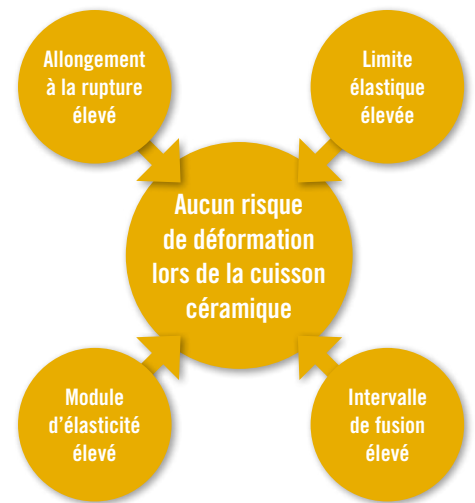 Allongement
à la rupture
élevé
Limite
élastique
élevée
Aucun risque
de déformation
lors de la cuisson
céramique
Module
d'élasticité
élevé
Intervalle
de fusion
élevé